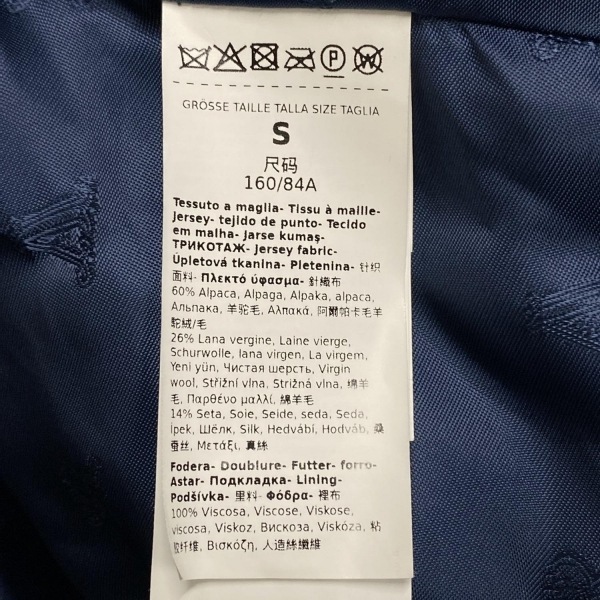 P W
GRÖSSE TAILLE TALLA SIZE TAGLIA
S
尺码
160/84A
Tessuto a maglia- Tissu à maille-
Jersey- tejido de punto- Tecido
em malha- Jarse kumaş-
ТРИКОТАЖ- Jersey fabric-
Úpletová tkanina- Pletenina- 针织
面料- Πλεκτό ύφασμα- 針織布
60% Alpaca, Alpaga, Alpaka, alpaca,
Альпака, 羊驼毛, Αλπακά, 阿爾帕卡毛羊
駝絨/毛
26% Lana vergine, Laine vierge,
Schurwolle, lana virgen, La virgem,
Yeni yün, Чистая шерсть, Virgin
wool, Střižní vlna, Strižná vlna, 绵羊
毛, Παρθένο μαλλί, 綿羊毛
14% Seta, Soie, Seide, seda, Seda,
İpek, Шёлк, Silk, Hedvábí, Hodváb, 桑
蚕丝, Μετάξι, 真絲
Fodera- Doublure- Futter- forro-
Astar- Подкладка- Lining-
Podšívka- 里料- Φόδρα- 裡布
100% Viscosa, Viscose, Viskose,
viscosa, Viskoz, Вискоза, Viskóza, 粘
胶纤维, Βισκόζη, 人造絲纖維